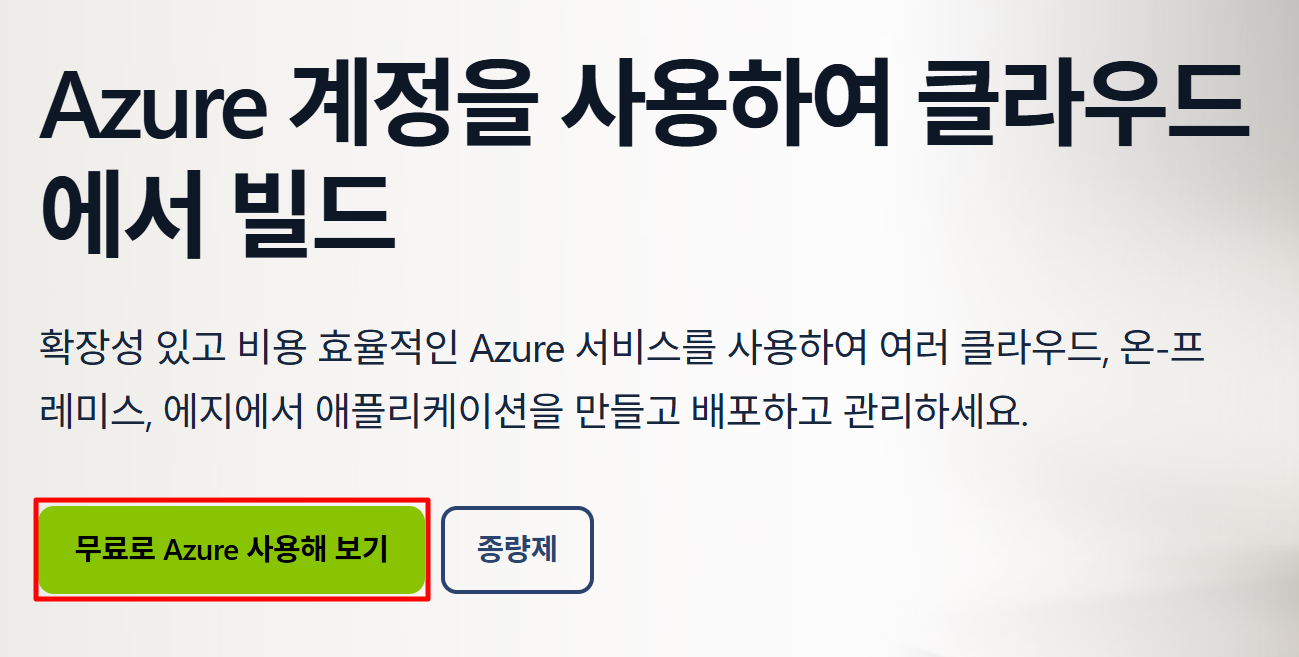 Azure 계정을 사용하여 클라우드
에서 빌드
확장성 있고 비용 효율적인 Azure 서비스를 사용하여 여러 클라우드, 온-프
레미스, 에지에서 애플리케이션을 만들고 배포하고 관리하세요.
무료로 Azure 사용해 보기
종량제